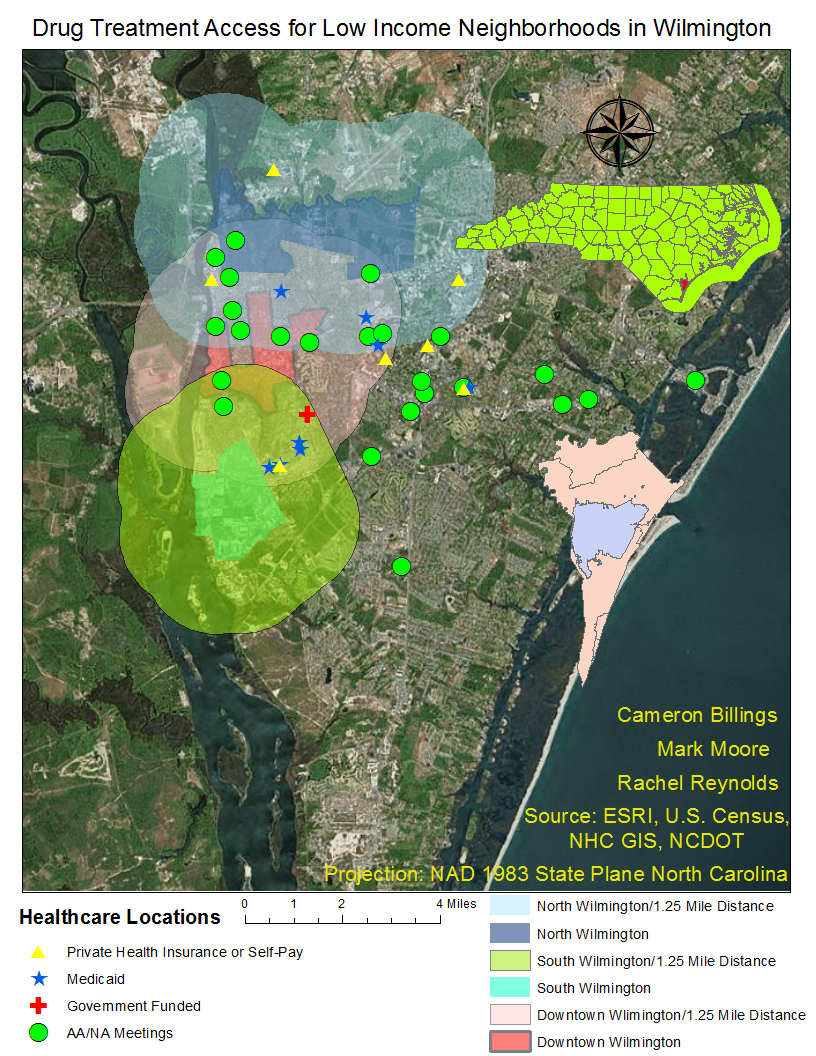 Drug Treatment Access for Low Income Neighborhoods in Wilmington
Cameron Billings
Mark Moore
Rachel Reynolds
Source: ESRI, U.S. Census,
NHC GIS, NCDOT
Projection: NAD 1983 State Plane North Carolina
0 1 2 4 Miles
Healthcare Locations
Private Health Insurance or Self-Pay
Medicaid
Government Funded
AA/NA Meetings
North Wilmington/1.25 Mile Distance
North Wilmington
South Wilmington/1.25 Mile Distance
South Wilmington
Downtown Wilmington/1.25 Mile Distance
Downtown Wilmington